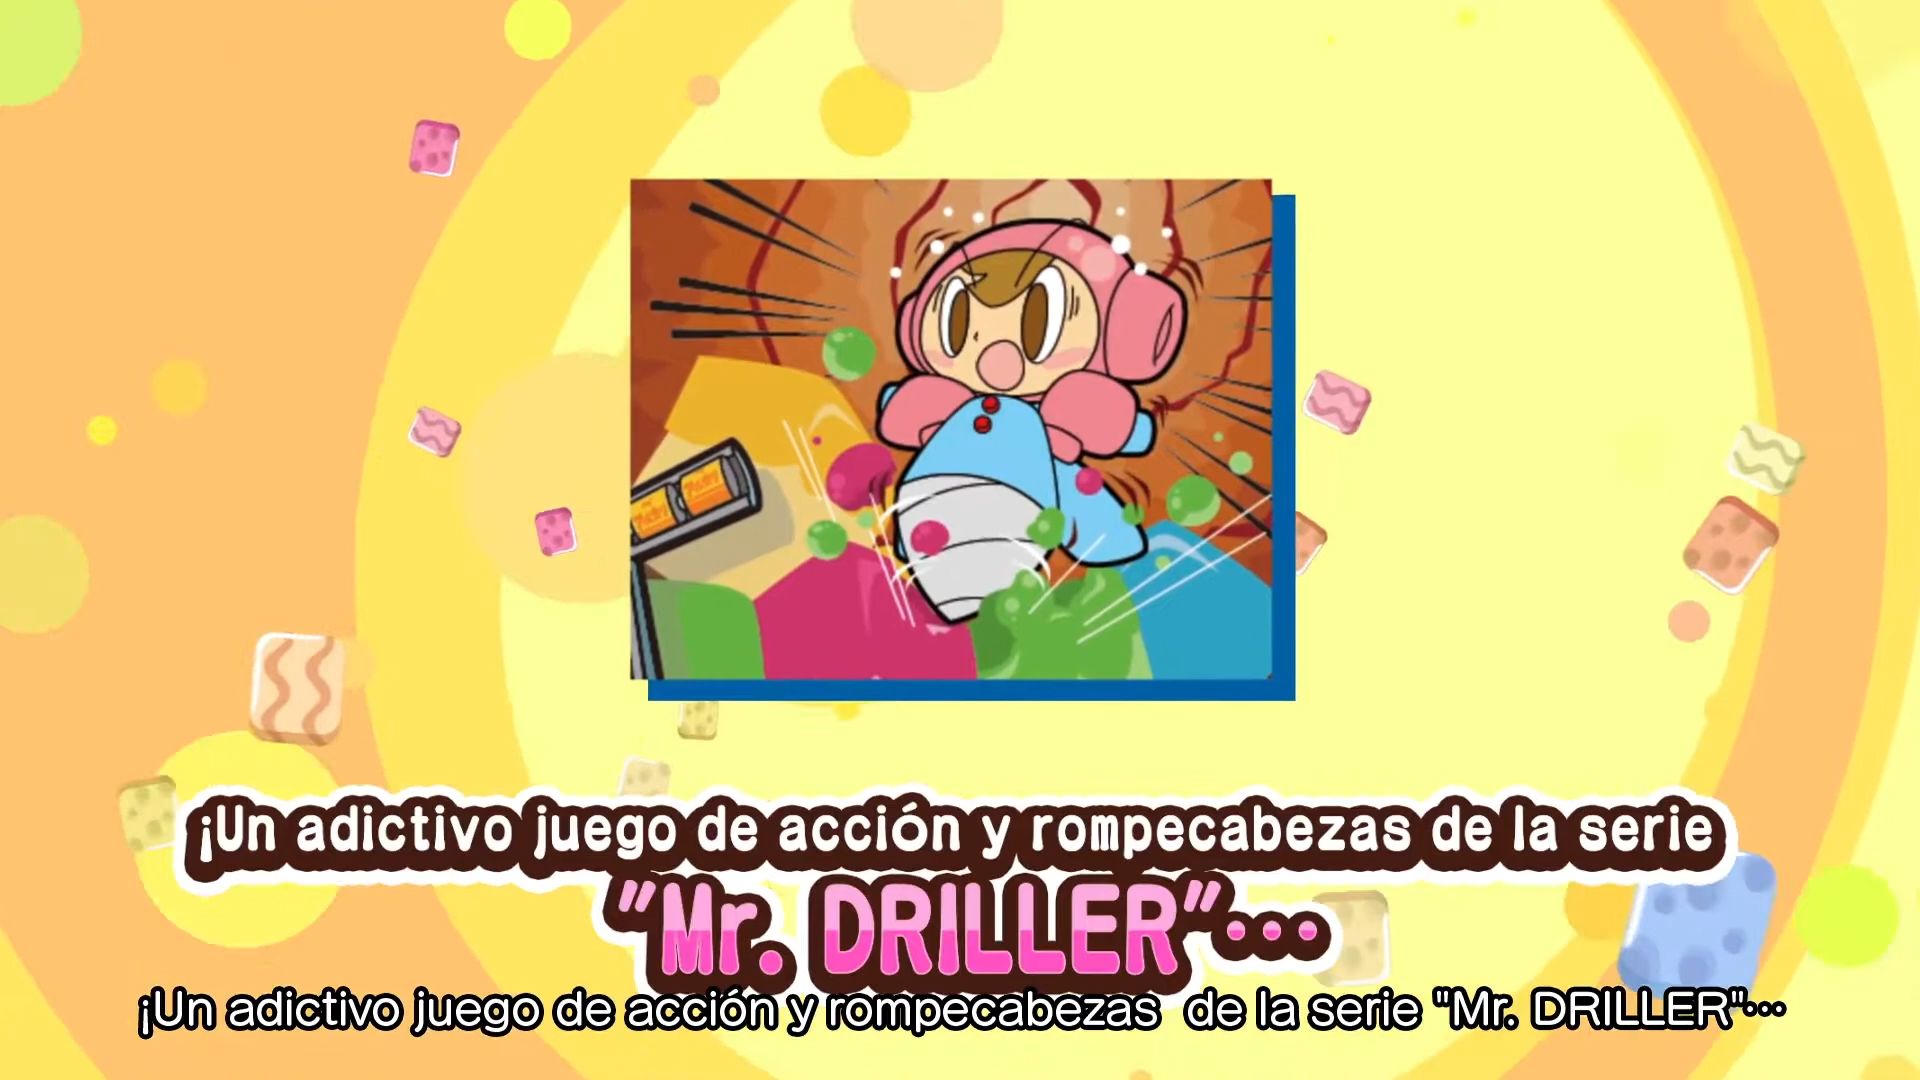 ¡Un adictivo juego de acción y rompecabezas de la serie
"Mr. DRILLER"…
¡Un adictivo juego de acción y rompecabezas  de la serie "Mr. DRILLER"…